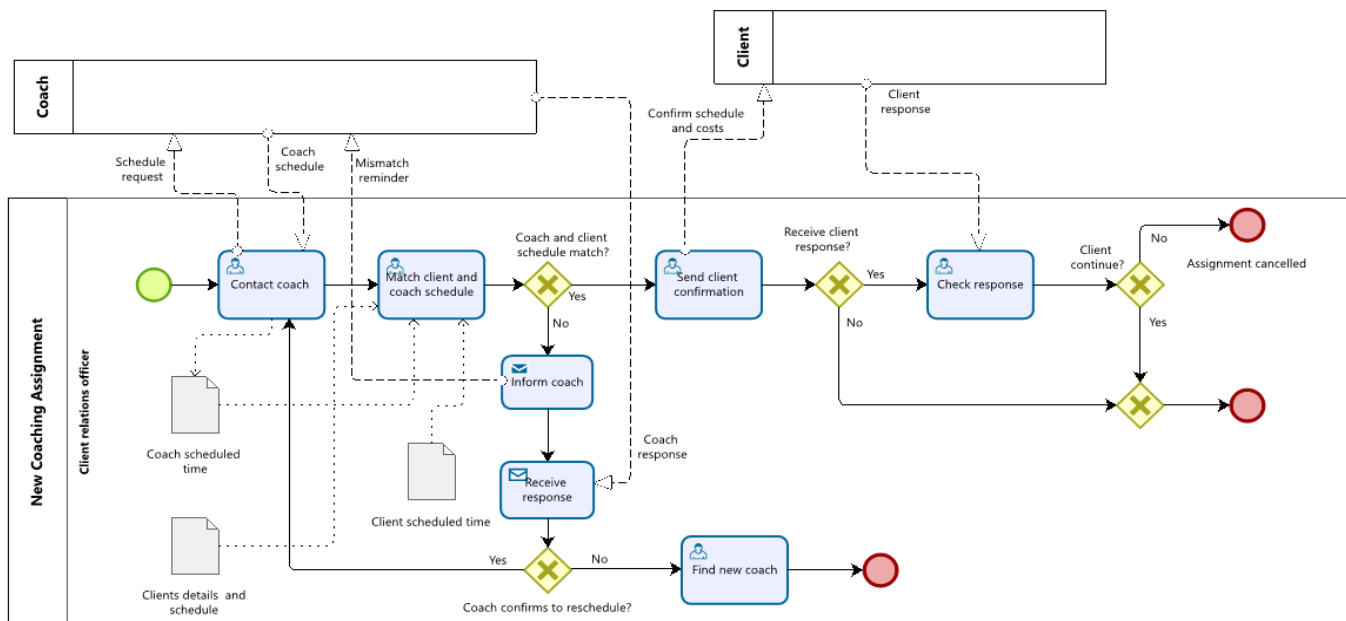 Client
Coach
Confirm schedule
and costs
Client
response
Schedule
request
Coach
schedule
Mismatch
reminder
New Coaching Assignment
Client relations officer
Coach and client
schedule match?
Receive client
response?
Client
continue?
No
Assignment cancelled
Contact coach
Match client and
coach schedule
Yes
Send client
confirmation
Yes
Check response
No
No
Yes
Inform coach
Coach scheduled
time
Coach
response
Receive
response
Client scheduled time
Yes
No
Find new coach
Clients details and
schedule
Coach confirms to reschedule?